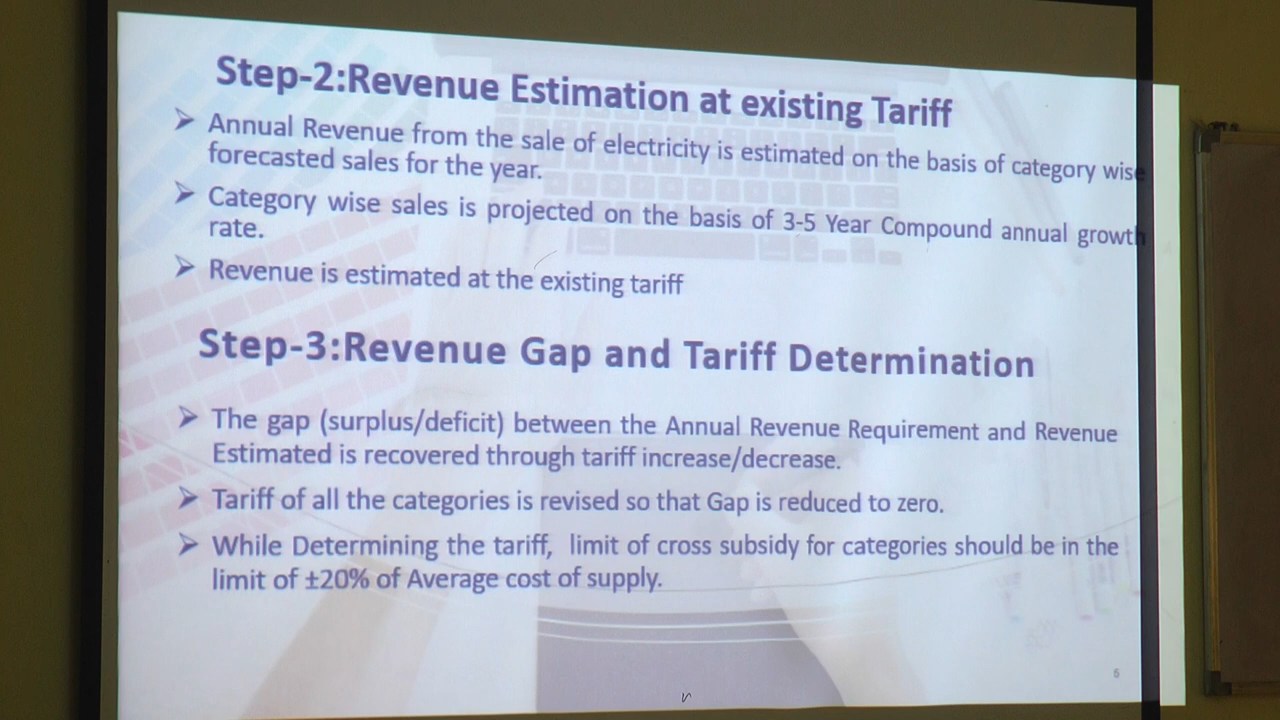 Step-2:Revenue Estimation at existing Tariff
➢ Annual Revenue from the sale of electricity is estimated on the basis of category wise
forecasted sales for the year.
➢ Category wise sales is projected on the basis of 3-5 Year Compound annual growth
rate.
➢ Revenue is estimated at the existing tariff
Step-3:Revenue Gap and Tariff Determination
➢ The gap (surplus/deficit) between the Annual Revenue Requirement and Revenue
Estimated is recovered through tariff increase/decrease.
➢ Tariff of all the categories is revised so that Gap is reduced to zero.
➢ While Determining the tariff, limit of cross subsidy for categories should be in the
limit of ±20% of Average cost of supply.
6